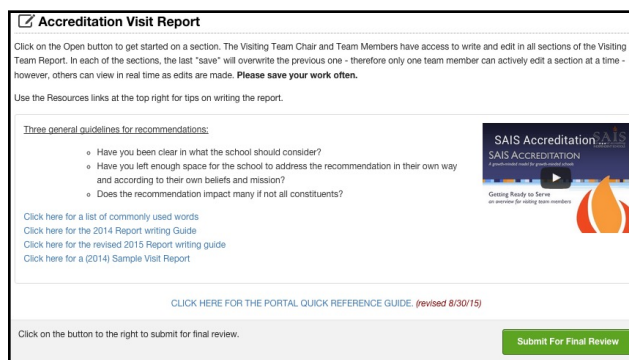 Accreditation Visit Report
Click on the Open button to get started on a section. The Visiting Team Chair and Team Members have access to write and edit in all sections of the Visiting
Team Report. In each of the sections, the last "save" will overwrite the previous one - therefore only one team member can actively edit a section at a time -
however, others can view in real time as edits are made. Please save your work often.
Use the Resources links at the top right for tips on writing the report.
Three general guidelines for recommendations:
Have you been clear in what the school should consider?
Have you left enough space for the school to address the recommendation in their own way
and according to their own beliefs and mission?
Does the recommendation impact many if not all constituents?
Click here for a list of commonly used words
Click here for the 2014 Report writing Guide
Click here for the revised 2015 Report writing guide
Click here for a (2014) Sample Visit Report
SAIS Accreditation ...
SAIS
SAIS ACCREDITATION
A growth-minded model for growth-minded schools
Getting Ready to Serve
an overview for visiting team members
CLICK HERE FOR THE PORTAL QUICK REFERENCE GUIDE. (revised 8/30/15)
Click on the button to the right to submit for final review.
Submit For Final Review